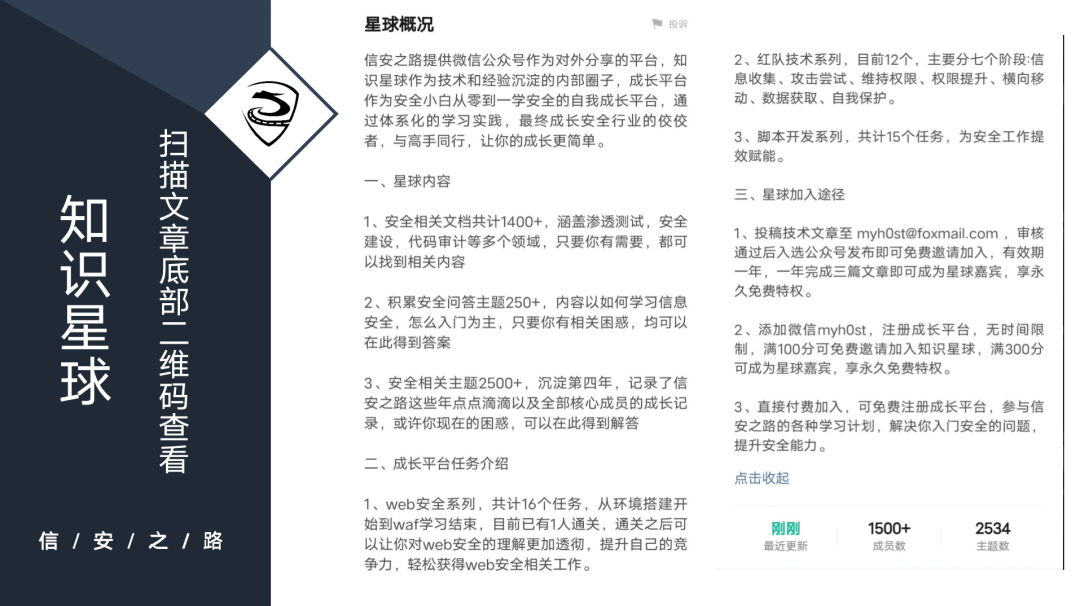 知识星球
扫描文章底部二维码查看
信 / 安 / 之 / 路
星球概况
投诉
信安之路提供微信公众号作为对外分享的平台，知
识星球作为技术和经验沉淀的内部圈子，成长平台
作为安全小白从零到一学安全的自我成长平台，通
过体系化的学习实践，最终成长安全行业的佼佼
者，与高手同行，让你的成长更简单。
一、星球内容
1、安全相关文档共计1400+，涵盖渗透测试，安全
建设，代码审计等多个领域，只要你有需要，都可
以找到相关内容
2、积累安全问答主题250+，内容以如何学习信息
安全，怎么入门为主，只要你有相关困惑，均可以
在此得到答案
3、安全相关主题2500+，沉淀第四年，记录了信
安之路这些年点点滴滴以及全部核心成员的成长记
录，或许你现在的困惑，可以在此得到解答
二、成长平台任务介绍
1、web安全系列，共计16个任务，从环境搭建开
始到waf学习结束，目前已有1人通关，通关之后可
以让你对web安全的理解更加透彻，提升自己的竞
争力，轻松获得web安全相关工作。
2、红队技术系列，目前12个，主要分七个阶段:信
息收集、攻击尝试、维持权限、权限提升、横向移
动、数据获取、自我保护。
3、脚本开发系列，共计15个任务，为安全工作提
效赋能。
三、星球加入途径
1、投稿技术文章至 myh0st@foxmail.com ，审核
通过后入选公众号发布即可免费邀请加入，有效期
一年，一年完成三篇文章即可成为星球嘉宾，享永
久免费特权。
2、添加微信myh0st，注册成长平台，无时间限
制，满100分可免费邀请加入知识星球，满300分
可成为星球嘉宾，享永久免费特权。
3、直接付费加入，可免费注册成长平台，参与信
安之路的各种学习计划，解决你入门安全的问题，
提升安全能力。
点击收起
刚刚 1500+ 2534
最近更新 成员数 主题数